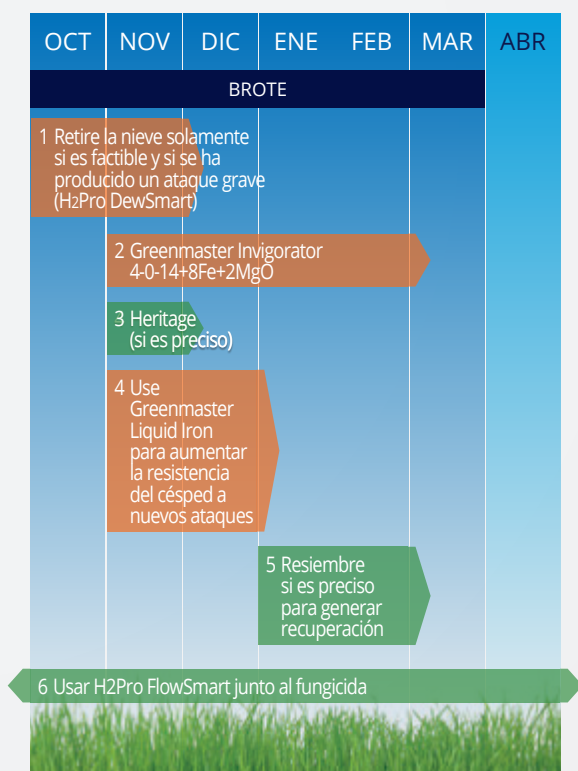 OCT NOV DIC ENE FEB MAR ABR
BROTE
1 Retire la nieve solamente
si es factible y si se ha
producido un ataque grave
(H2Pro DewSmart)
2 Greenmaster Invigorator
4-0-14+8Fe+2MgO
3 Heritage
(si es preciso)
4 Use
Greenmaster
Liquid Iron
para aumentar
la resistencia
del césped a
nuevos ataques
5 Resiembre
si es preciso
para generar
recuperación
6 Usar H2Pro FlowSmart junto al fungicida